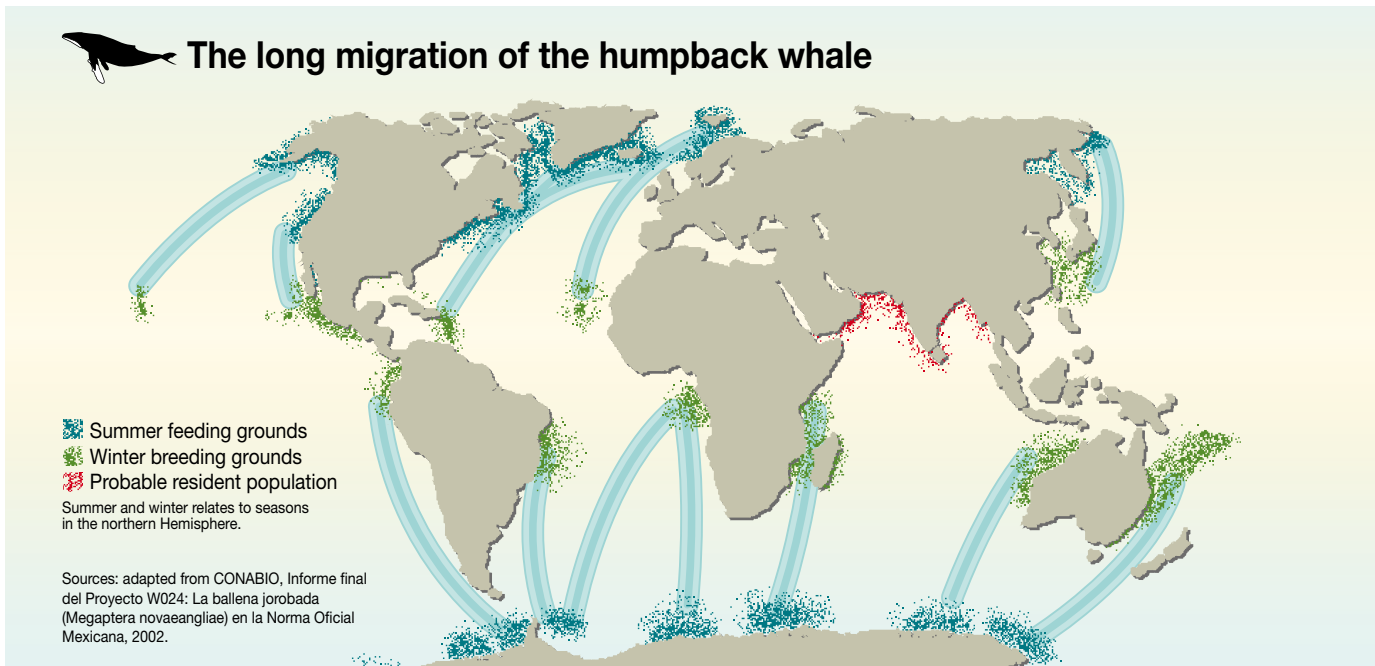 The long migration of the humpback whale
Summer feeding grounds
Winter breeding grounds
Probable resident population
Summer and winter relates to seasons
in the northern Hemisphere.
Sources: adapted from CONABIO, Informe final
del Proyecto W024: La ballena jorobada
(Megaptera novaeangliae) en la Norma Oficial
Mexicana, 2002.